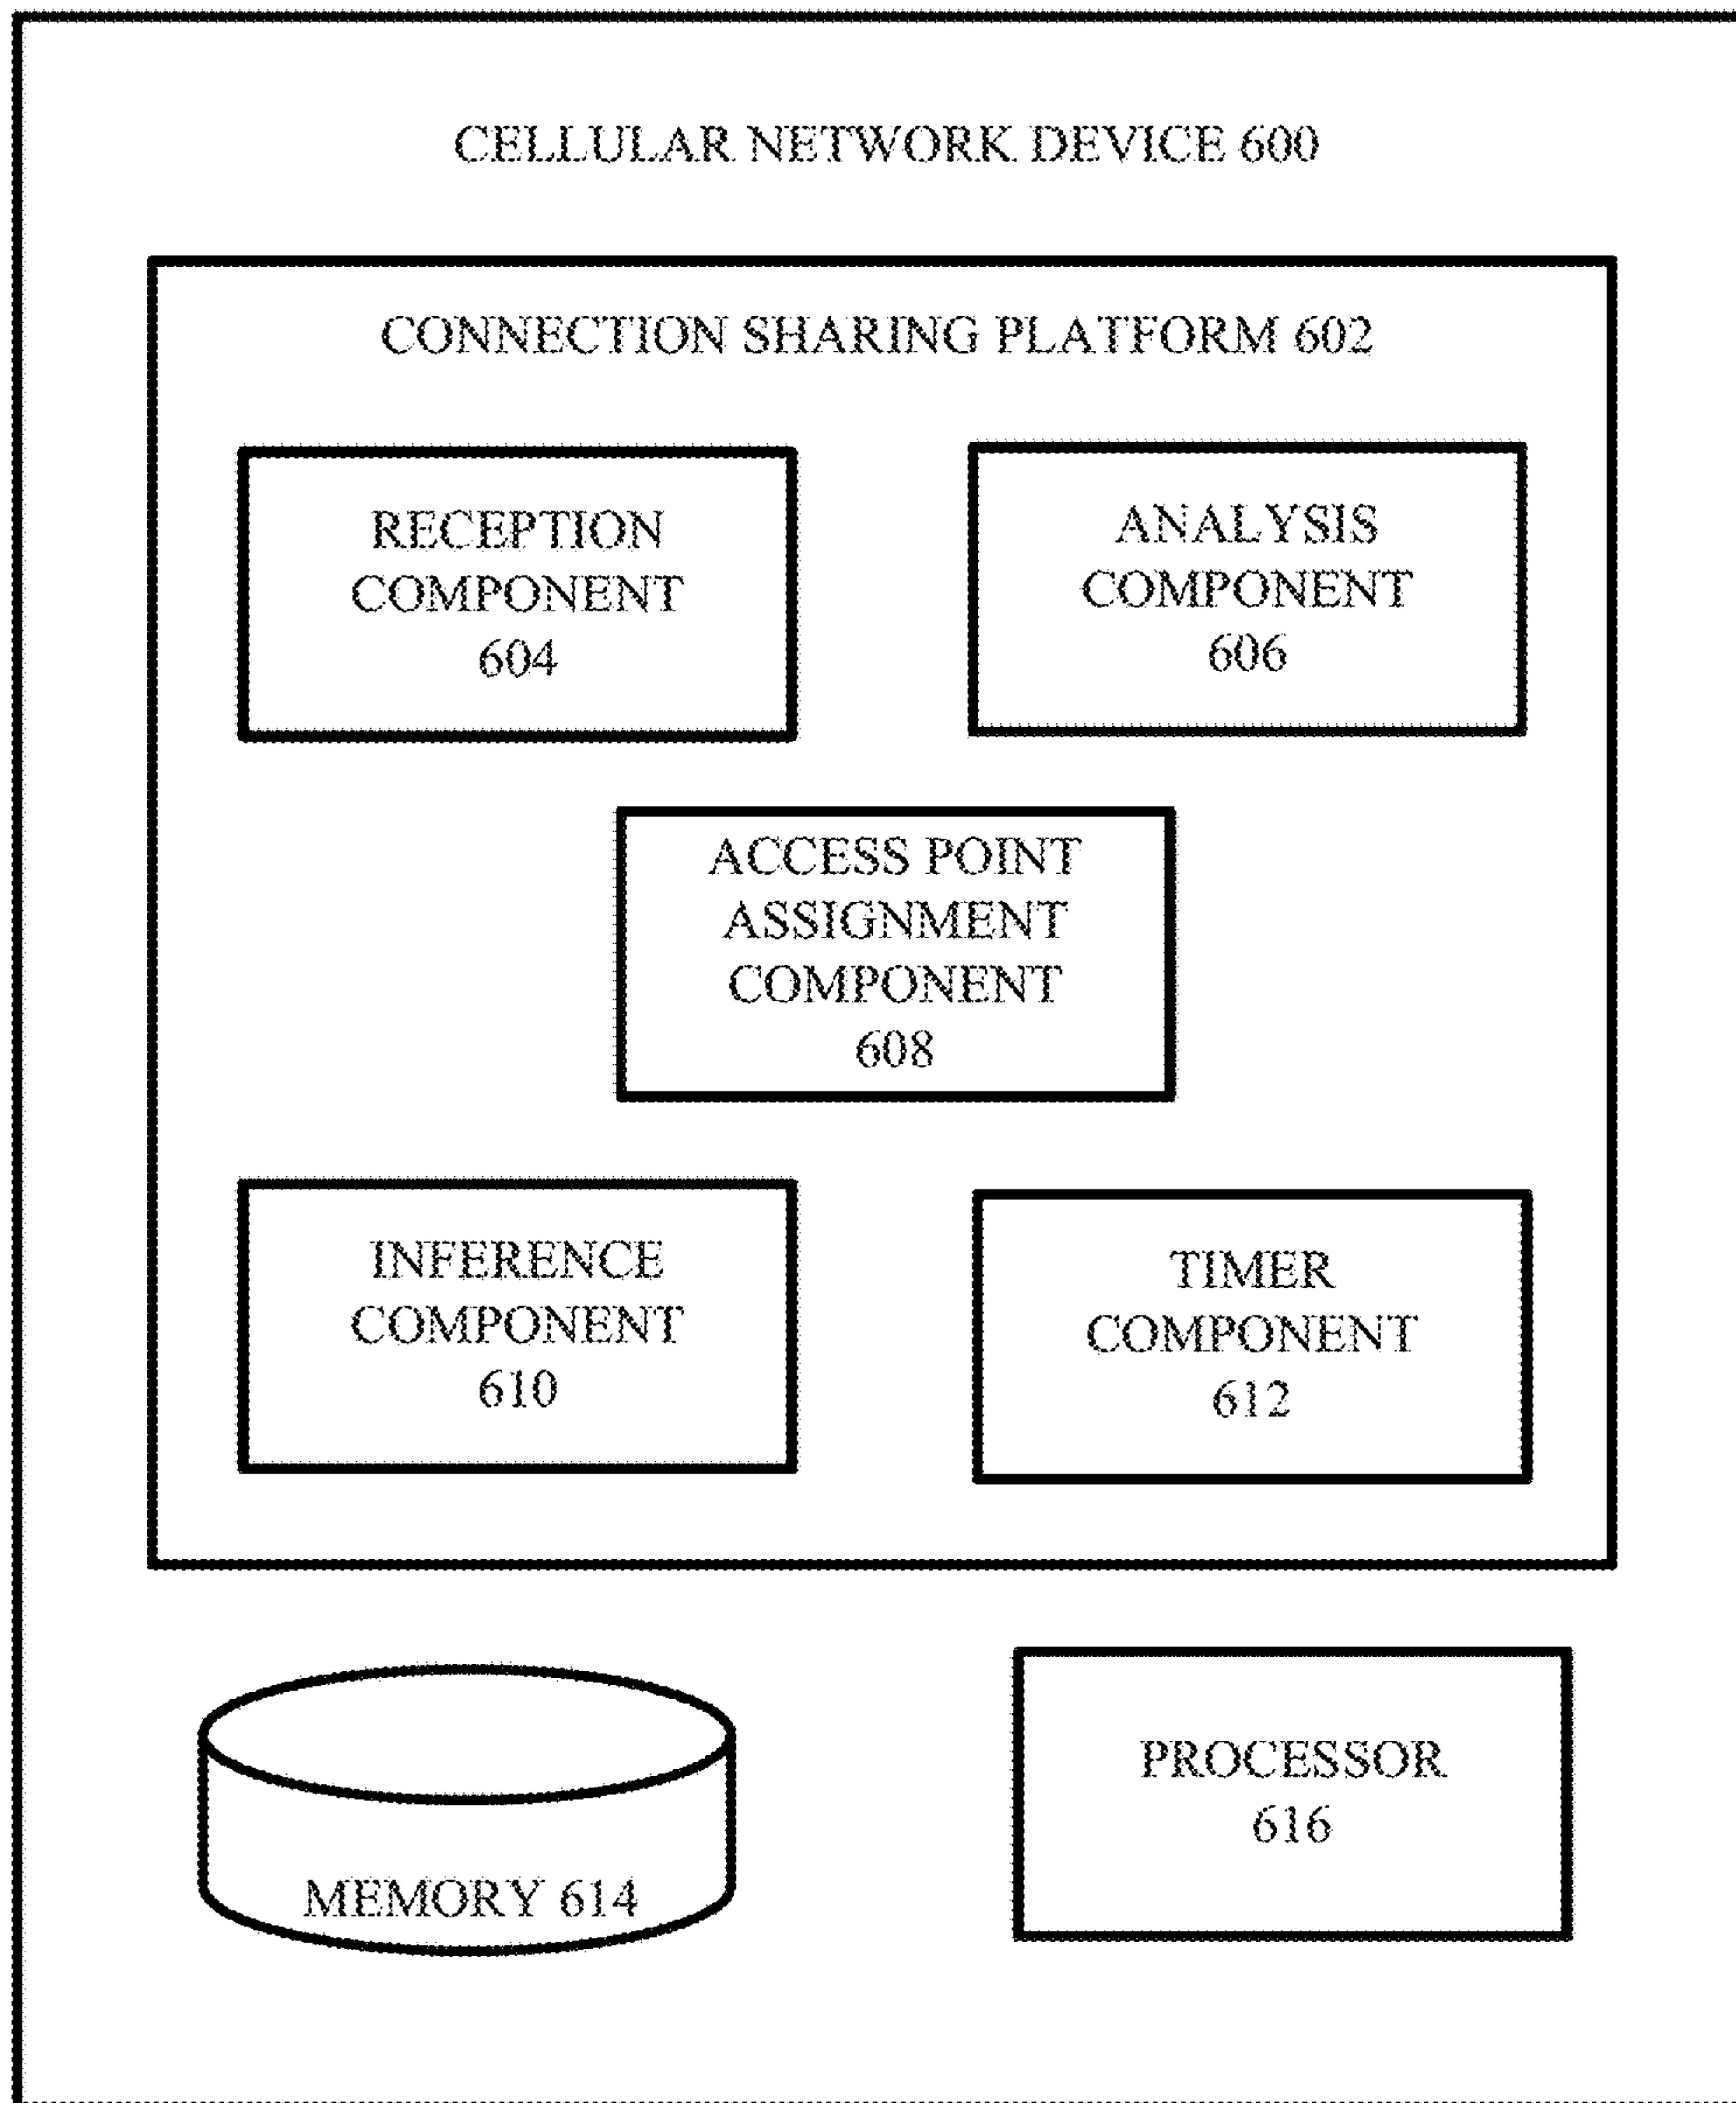 CELLULAR NETWORK DEVICE 600
CONNECTION SHARING PLATFORM 602
RECEPTION
COMPONENT
604
ANALYSIS
COMPONENT
606
ACCESS POINT
ASSIGNMENT
COMPONENT
608
INFERENCE
COMPONENT
610
TIMER
COMPONENT
612
MEMORY 614
PROCESSOR
616